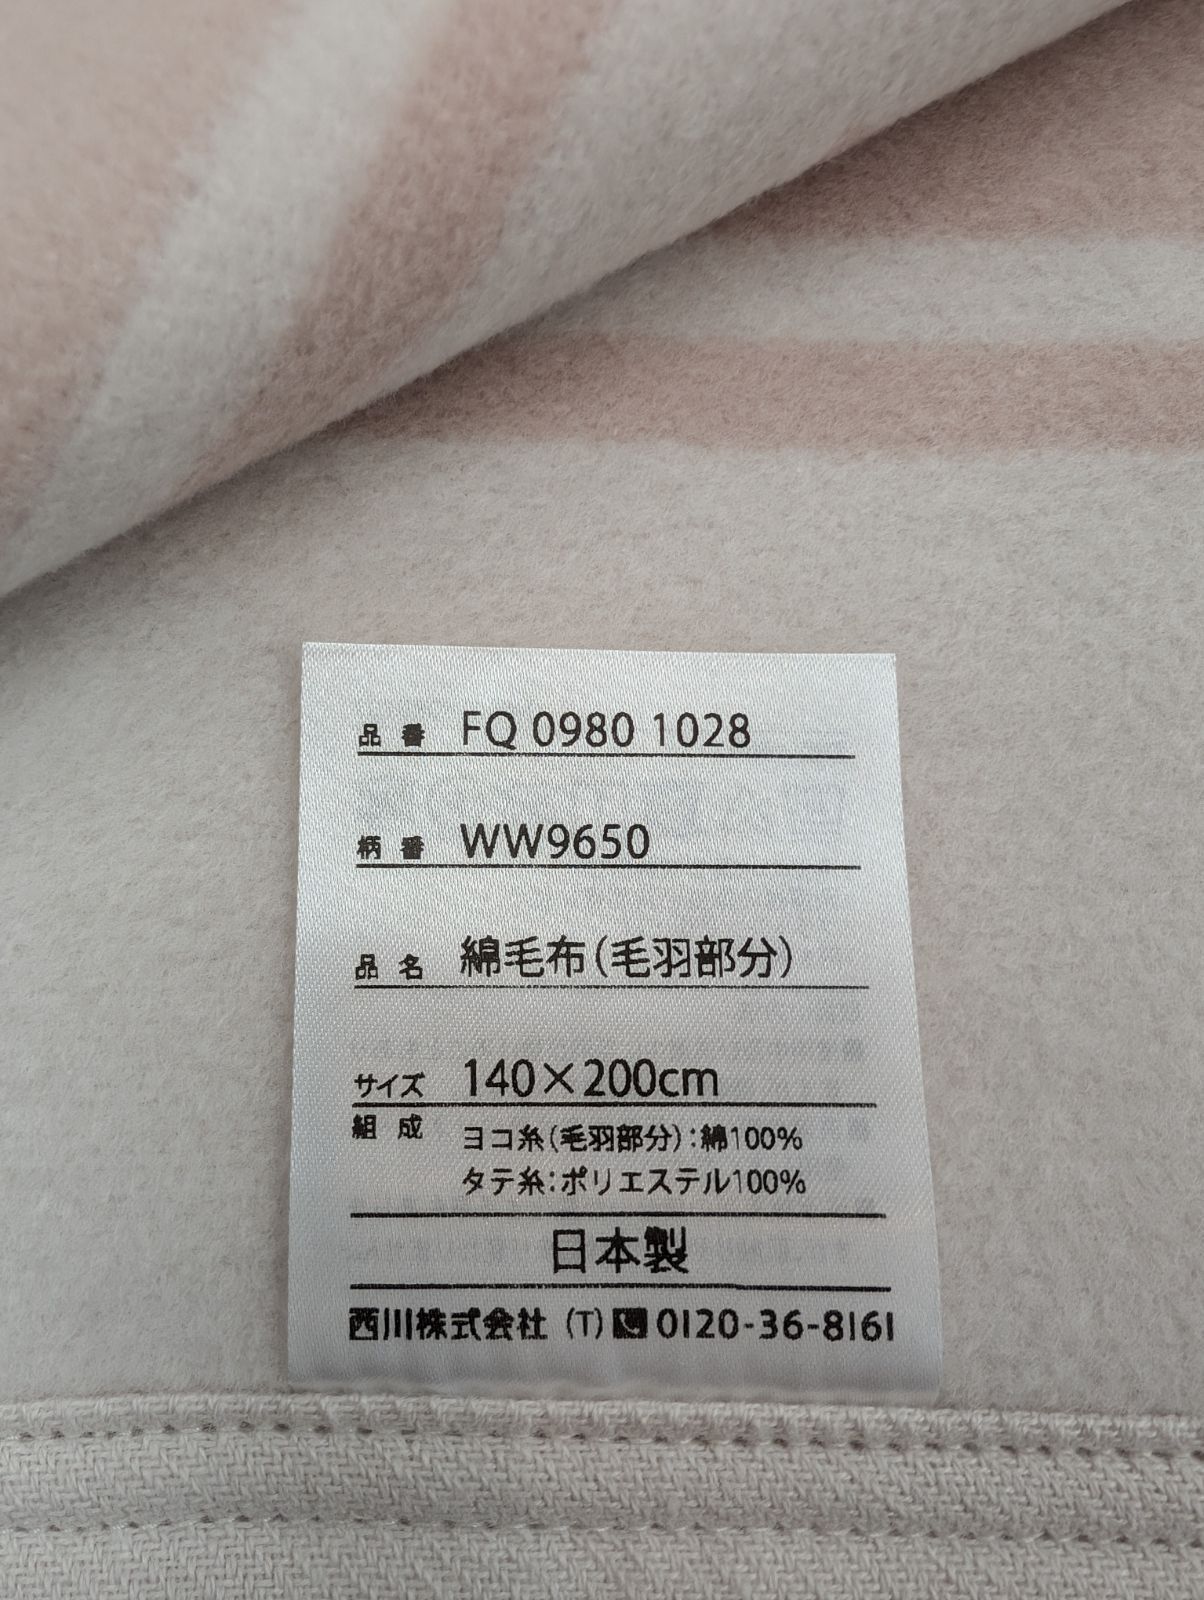 品番 FQ 0980 1028
柄番 WW9650
品名 綿毛布(毛羽部分)
サイズ 140×200cm
組成 ヨコ糸(毛羽部分):綿100%
タテ糸:ポリエステル100%
日本製
西川株式会社 (T) 0120-36-8161